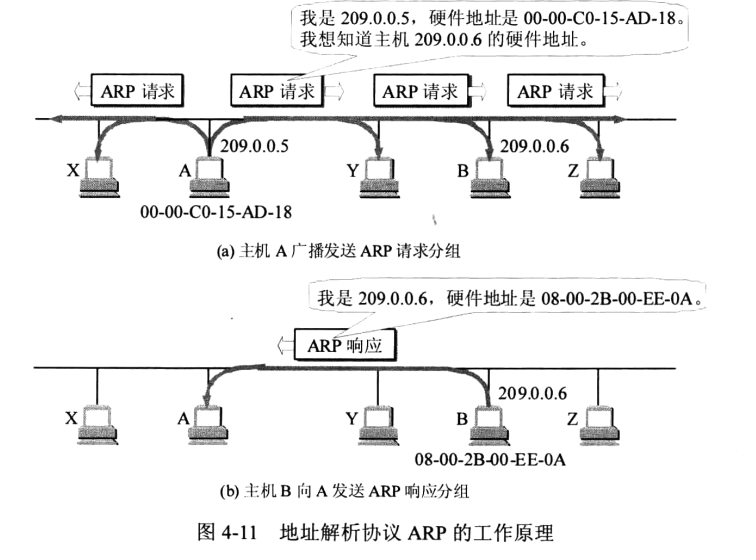 我是 209.0.0.5，硬件地址是 00-00-C0-15-AD-18。
我想知道主机 209.0.0.6 的硬件地址。
ARP 请求
ARP 请求
ARP 请求
ARP 请求
209.0.0.5
209.0.0.6
X
A
Y
B
Z
00-00-C0-15-AD-18
(a) 主机 A 广播发送 ARP 请求分组
我是 209.0.0.6，硬件地址是 08-00-2B-00-EE-0A。
ARP 响应
209.0.0.6
X
A
Y
B
Z
08-00-2B-00-EE-0A
(b) 主机 B 向 A 发送 ARP 响应分组
图 4-11 地址解析协议 ARP 的工作原理